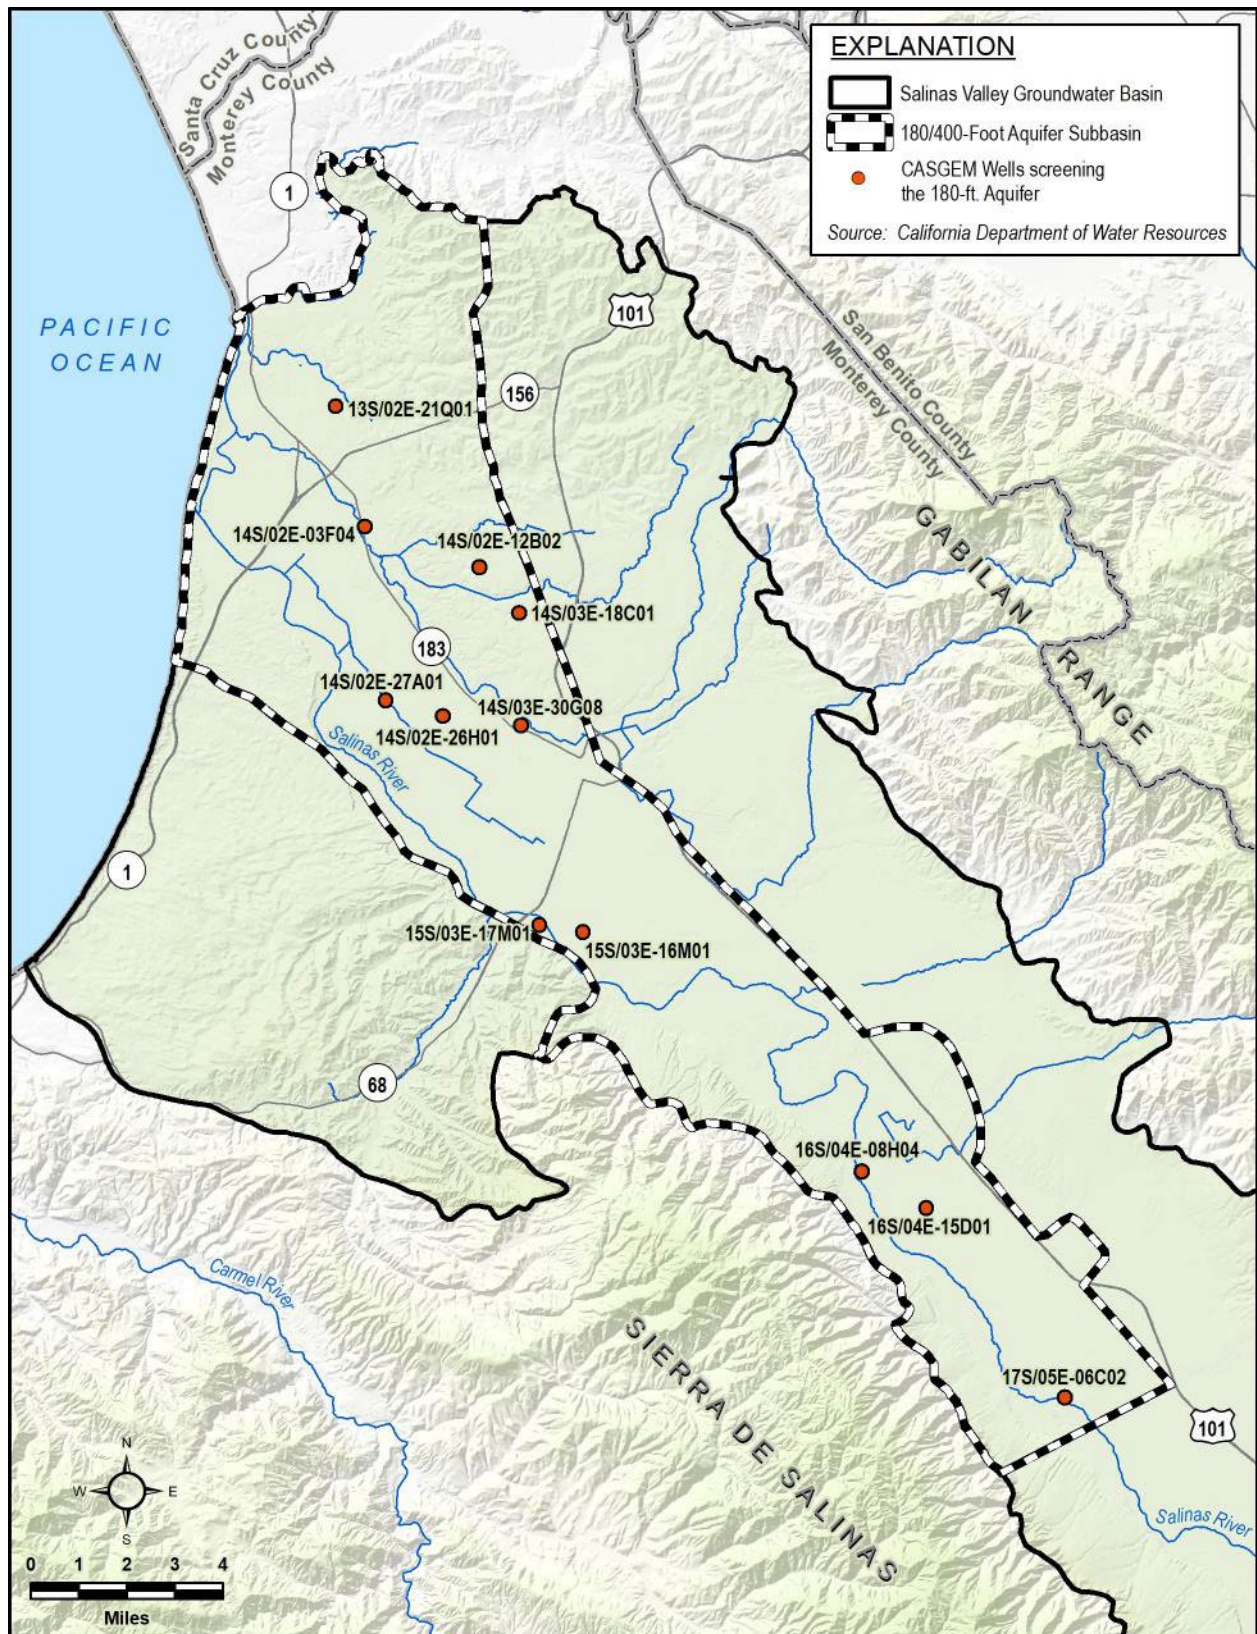 EXPLANATION
Salinas Valley Groundwater Basin
180/400-Foot Aquifer Subbasin
CASGEM Wells screening
the 180-ft. Aquifer
Source: California Department of Water Resources
Santa Cruz County
Monterey County
1
PACIFIC
OCEAN
101
San Benito County
Monterey County
156
13S/02E-21Q01
14S/02E-03F04
14S/02E-12B02
GABILAN
RANGE
14S/03E-18C01
183
14S/02E-27A01
14S/03E-30G08
14S/02E-26H01
Salinas River
1
15S/03E-17M01
15S/03E-16M01
68
16S/04E-08H04
16S/04E-15D01
Carmel River
SIERRA DE SALINAS
17S/05E-06C02
101
Salinas River
N
W
E
S
0 1 2 3 4
Miles